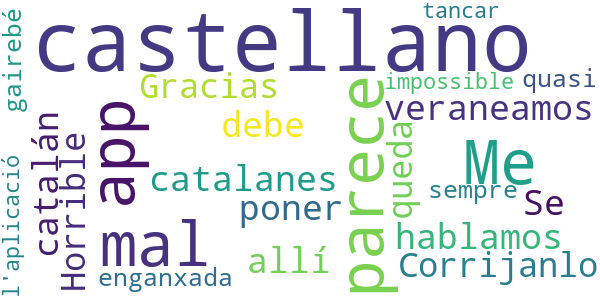 castellano
tancar
gairebé
Gracias
impossible
quasi
veraneamos
debe
app
parece
catalán
Horrible
Me
queda
catalanes
l'aplicació
sempre
Se
poner
mal
hablamos
allí
Corrijanlo
enganxada